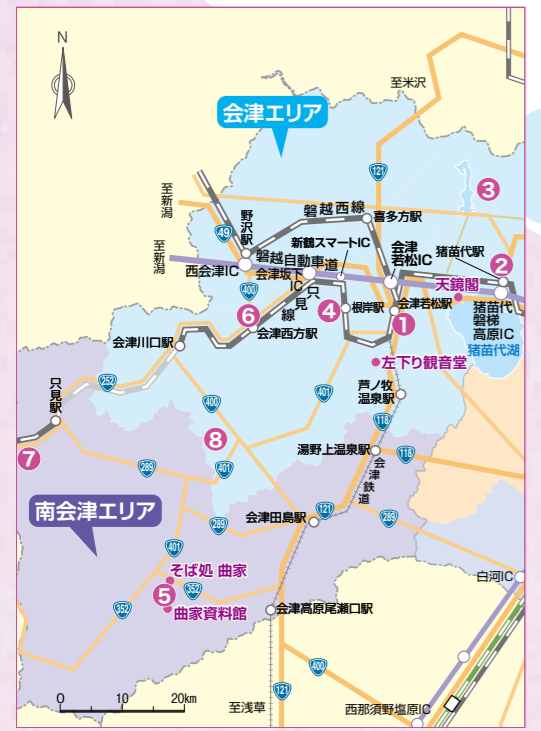 N
至米沢
会津エリア
121
3
至新潟
野沢駅
磐越西線
喜多方駅
49
至新潟
新鶴スマートIC
会津若松IC
猪苗代駅
2
磐越自動車道
西会津IC
会津坂下IC
天鏡閣
400
只見線
4
根岸駅
会津若松駅
1
猪苗代磐梯高原IC
6
会津西方駅
猪苗代湖
会津川口駅
左下り観音堂
252
只見駅
芦ノ牧温泉駅
400
401
118
7
8
湯野上温泉駅
118
289
401
会津鉄道
南会津エリア
289
会津田島駅
121
289
401
そば処 曲家
白河IC
5
352
352
曲家資料館
会津高原尾瀬口駅
400
0 10 20km
121
至浅草
西那須野塩原IC